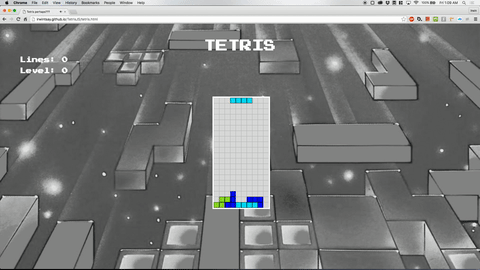 Chrome File Edit View History Bookmarks People Window Help
TETRIS
Lines: 0
Level: 0